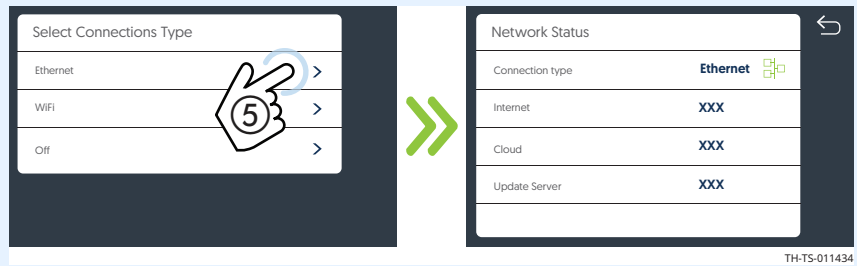 Select Connections Type
Ethernet
WiFi
Off
5
Network Status
Connection type Ethernet
Internet XXX
Cloud XXX
Update Server XXX
TH-TS-011434